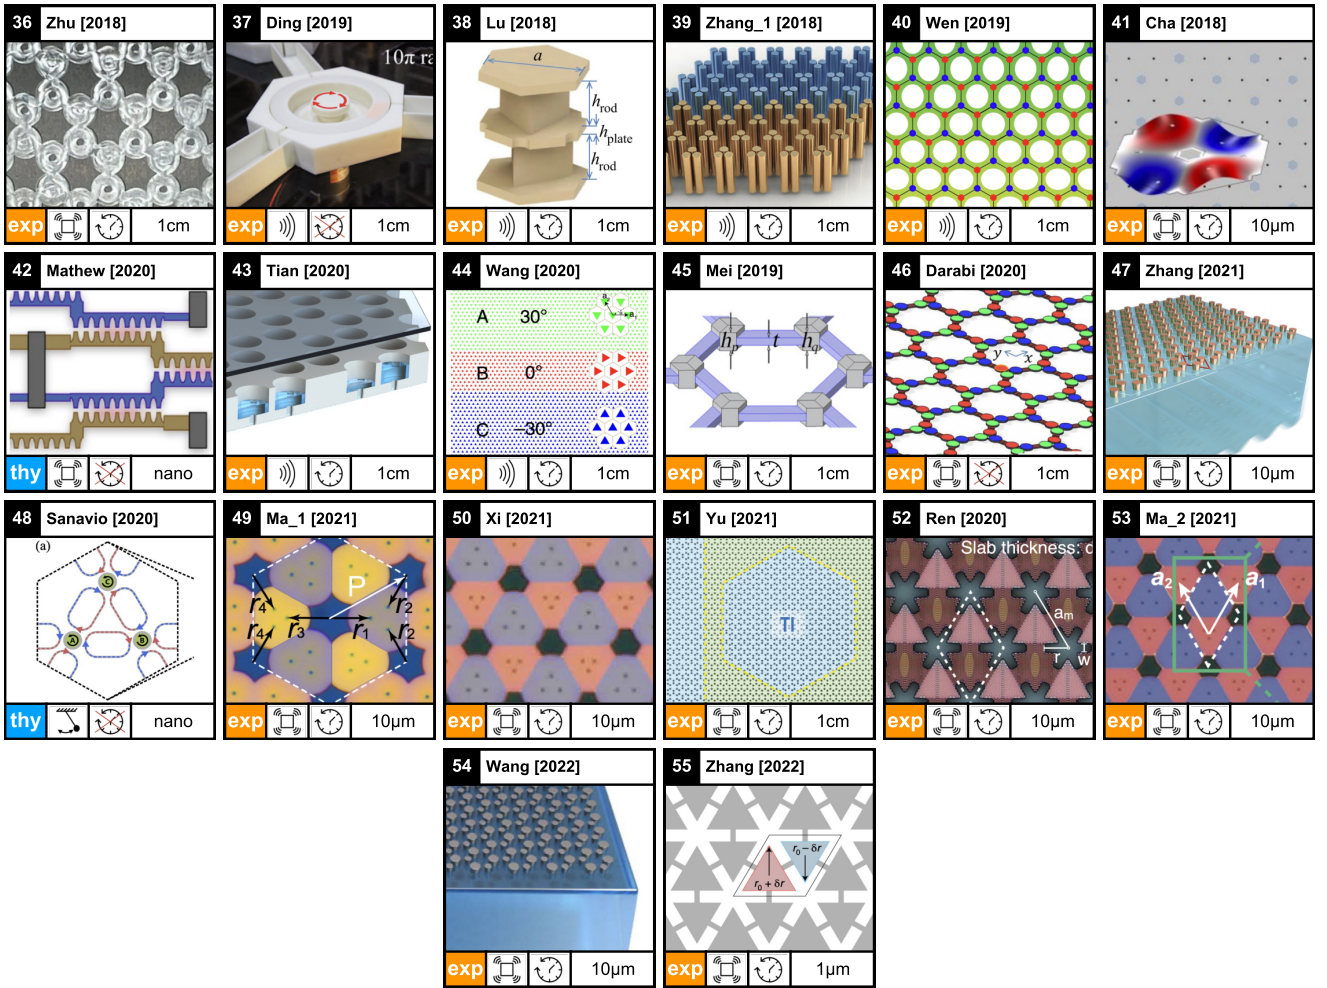 36 Zhu [2018]
exp 1cm
37 Ding [2019]
10π ra
exp 1cm
38 Lu [2018]
a
hrod
hplate
hrod
exp 1cm
39 Zhang_1 [2018]
exp 1cm
40 Wen [2019]
exp 1cm
41 Cha [2018]
exp 10µm
42 Mathew [2020]
thy nano
43 Tian [2020]
exp 1cm
44 Wang [2020]
A 30°
B 0°
C −30°
exp 1cm
45 Mei [2019]
hp t hq
exp 1cm
46 Darabi [2020]
y x
exp 1cm
47 Zhang [2021]
exp 10µm
48 Sanavio [2020]
(a)
C
A B
thy nano
49 Ma_1 [2021]
P
r4 r2
r4 r3 r1 r2
exp 10µm
50 Xi [2021]
exp 10µm
51 Yu [2021]
TI
exp 1cm
52 Ren [2020]
Slab thickness: d
am
r w
exp 10µm
53 Ma_2 [2021]
a2 a1
exp 10µm
54 Wang [2022]
exp 10µm
55 Zhang [2022]
r0 − δr
r0 + δr
exp 1µm